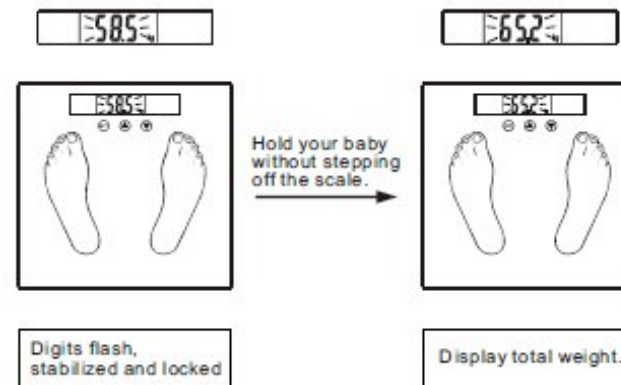 58.5
65.2
58.5
65.2
Hold your baby
without stepping
off the scale.
Digits flash,
stabilized and locked
Display total weight.